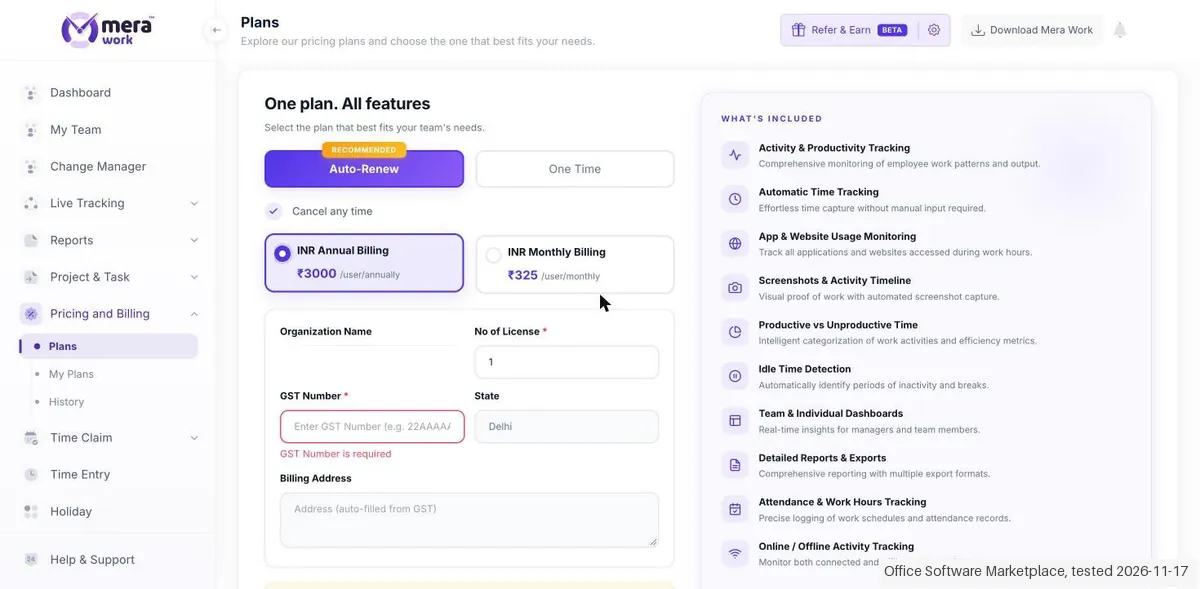 mera™
work
Dashboard
My Team
Change Manager
Live Tracking
Reports
Project & Task
Pricing and Billing
Plans
My Plans
History
Time Claim
Time Entry
Holiday
Help & Support
Plans
Explore our pricing plans and choose the one that best fits your needs.
Refer & Earn BETA
Download Mera Work
One plan. All features
Select the plan that best fits your team's needs.
RECOMMENDED
Auto-Renew
One Time
Cancel any time
INR Annual Billing
₹3000 /user/annually
INR Monthly Billing
₹325 /user/monthly
Organization Name
No of License *
1
GST Number *
State
Enter GST Number (e.g. 22AAAAA
Delhi
GST Number is required
Billing Address
Address (auto-filled from GST)
WHAT'S INCLUDED
Activity & Productivity Tracking
Comprehensive monitoring of employee work patterns and output.
Automatic Time Tracking
Effortless time capture without manual input required.
App & Website Usage Monitoring
Track all applications and websites accessed during work hours.
Screenshots & Activity Timeline
Visual proof of work with automated screenshot capture.
Productive vs Unproductive Time
Intelligent categorization of work activities and efficiency metrics.
Idle Time Detection
Automatically identify periods of inactivity and breaks.
Team & Individual Dashboards
Real-time insights for managers and team members.
Detailed Reports & Exports
Comprehensive reporting with multiple export formats.
Attendance & Work Hours Tracking
Precise logging of work schedules and attendance records.
Online / Offline Activity Tracking
Monitor both connected and
Office Software Marketplace, tested 2026-11-17